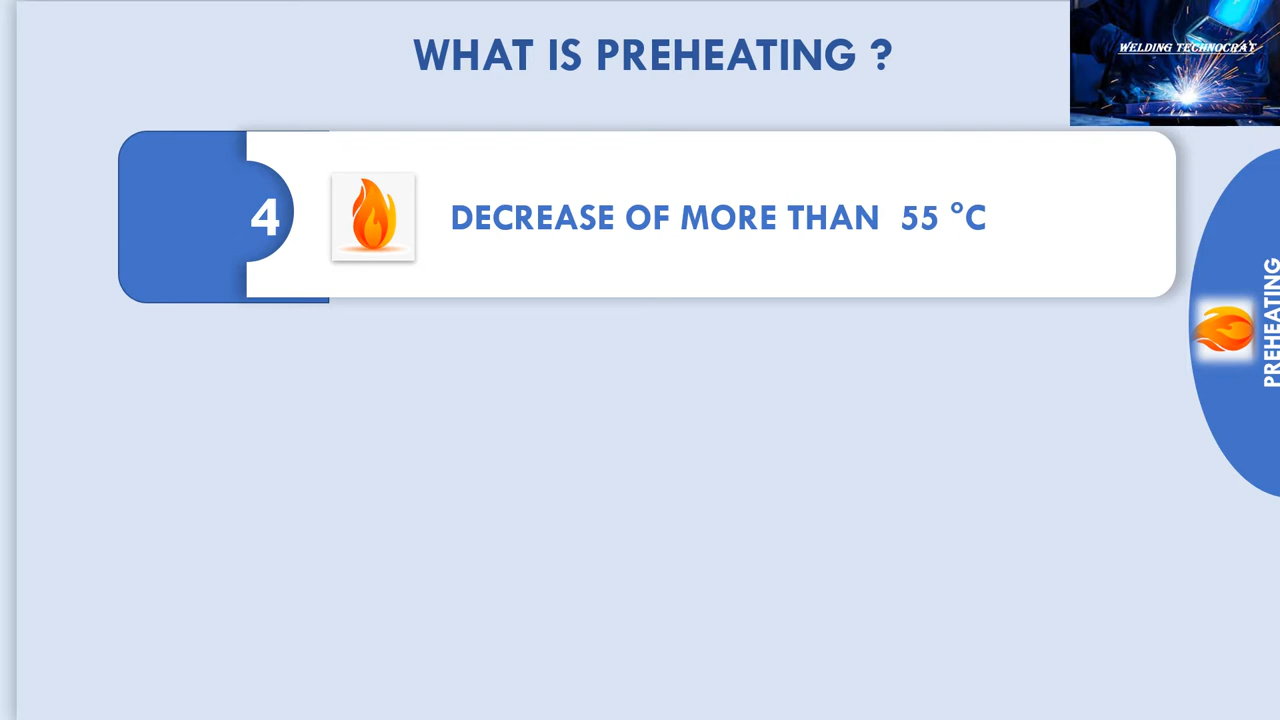 WHAT IS PREHEATING ?
WELDING TECHNOCRAT
4
DECREASE OF MORE THAN 55 °C
PREHEATING